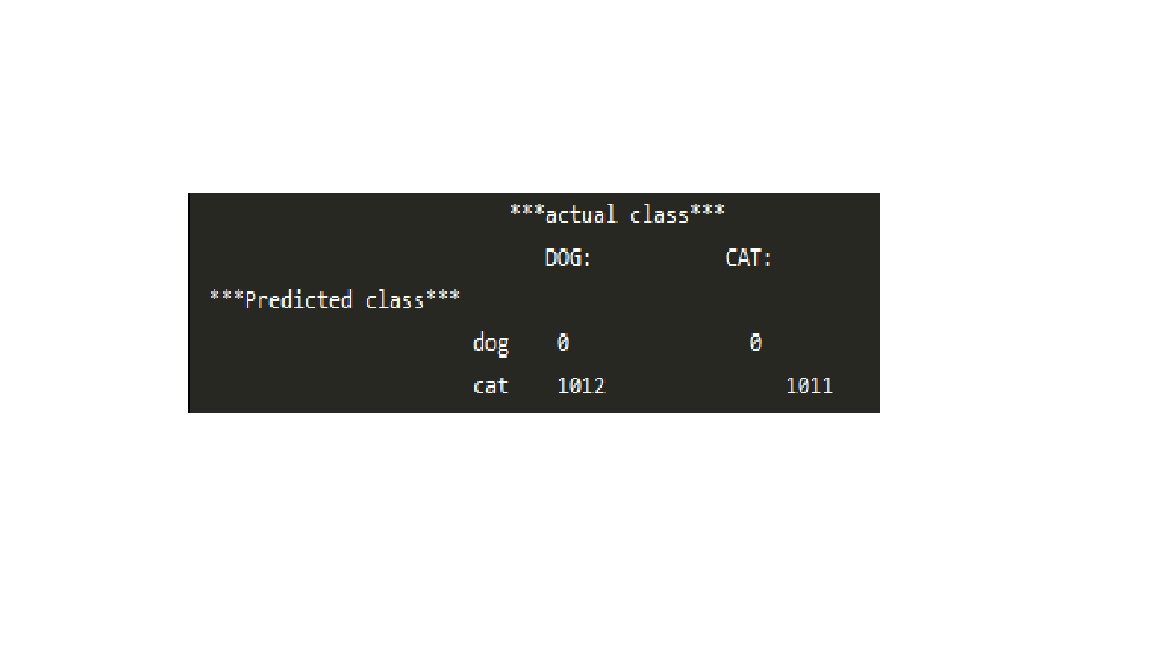 ***actual class***
DOG: CAT:
***Predicted class***
dog 0 0
cat 1012 1011